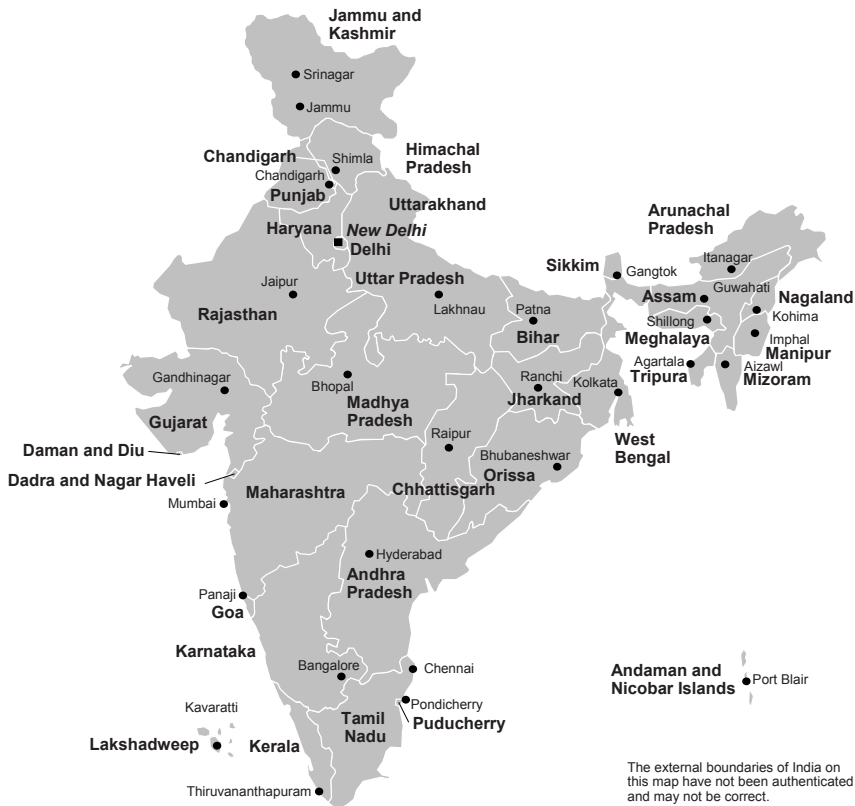 Jammu and
Kashmir
Srinagar
Jammu
Himachal
Pradesh
Chandigarh
Shimla
Chandigarh
Punjab
Uttarakhand
Haryana
New Delhi
Delhi
Arunachal
Pradesh
Itanagar
Sikkim
Gangtok
Guwahati
Assam
Nagaland
Kohima
Shillong
Meghalaya
Imphal
Manipur
Agartala
Tripura
Aizawl
Mizoram
Jaipur
Rajasthan
Uttar Pradesh
Lakhnau
Patna
Bihar
Gandhinagar
Gujarat
Bhopal
Madhya
Pradesh
Ranchi
Jharkand
Kolkata
West
Bengal
Daman and Diu
Dadra and Nagar Haveli
Raipur
Chhattisgarh
Bhubaneshwar
Orissa
Maharashtra
Mumbai
Hyderabad
Andhra
Pradesh
Panaji
Goa
Karnataka
Bangalore
Chennai
Pondicherry
Puducherry
Tamil
Nadu
Kavaratti
Lakshadweep
Kerala
Thiruvananthapuram
Andaman and
Nicobar Islands
Port Blair
The external boundaries of India on
this map have not been authenticated
and may not be correct.